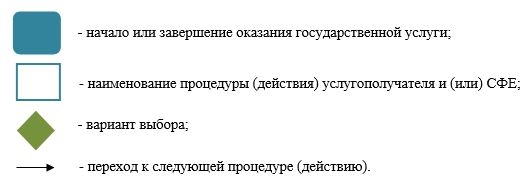 - начало или завершение оказания государственной услуги;
- наименование процедуры (действия) услугополучателя и (или) СФЕ;
- вариант выбора;
- переход к следующей процедуре (действию).